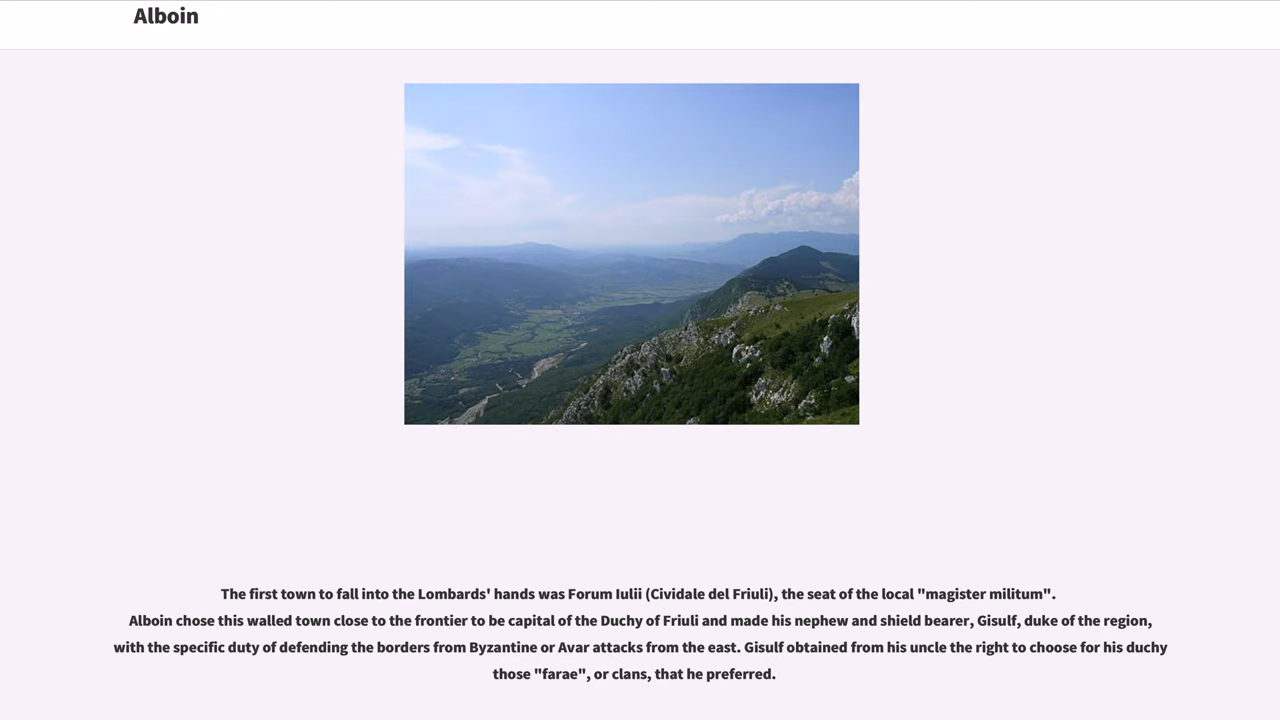 Alboin
The first town to fall into the Lombards' hands was Forum Iulii (Cividale del Friuli), the seat of the local "magister militum".
Alboin chose this walled town close to the frontier to be capital of the Duchy of Friuli and made his nephew and shield bearer, Gisulf, duke of the region,
with the specific duty of defending the borders from Byzantine or Avar attacks from the east. Gisulf obtained from his uncle the right to choose for his duchy
those "farae", or clans, that he preferred.